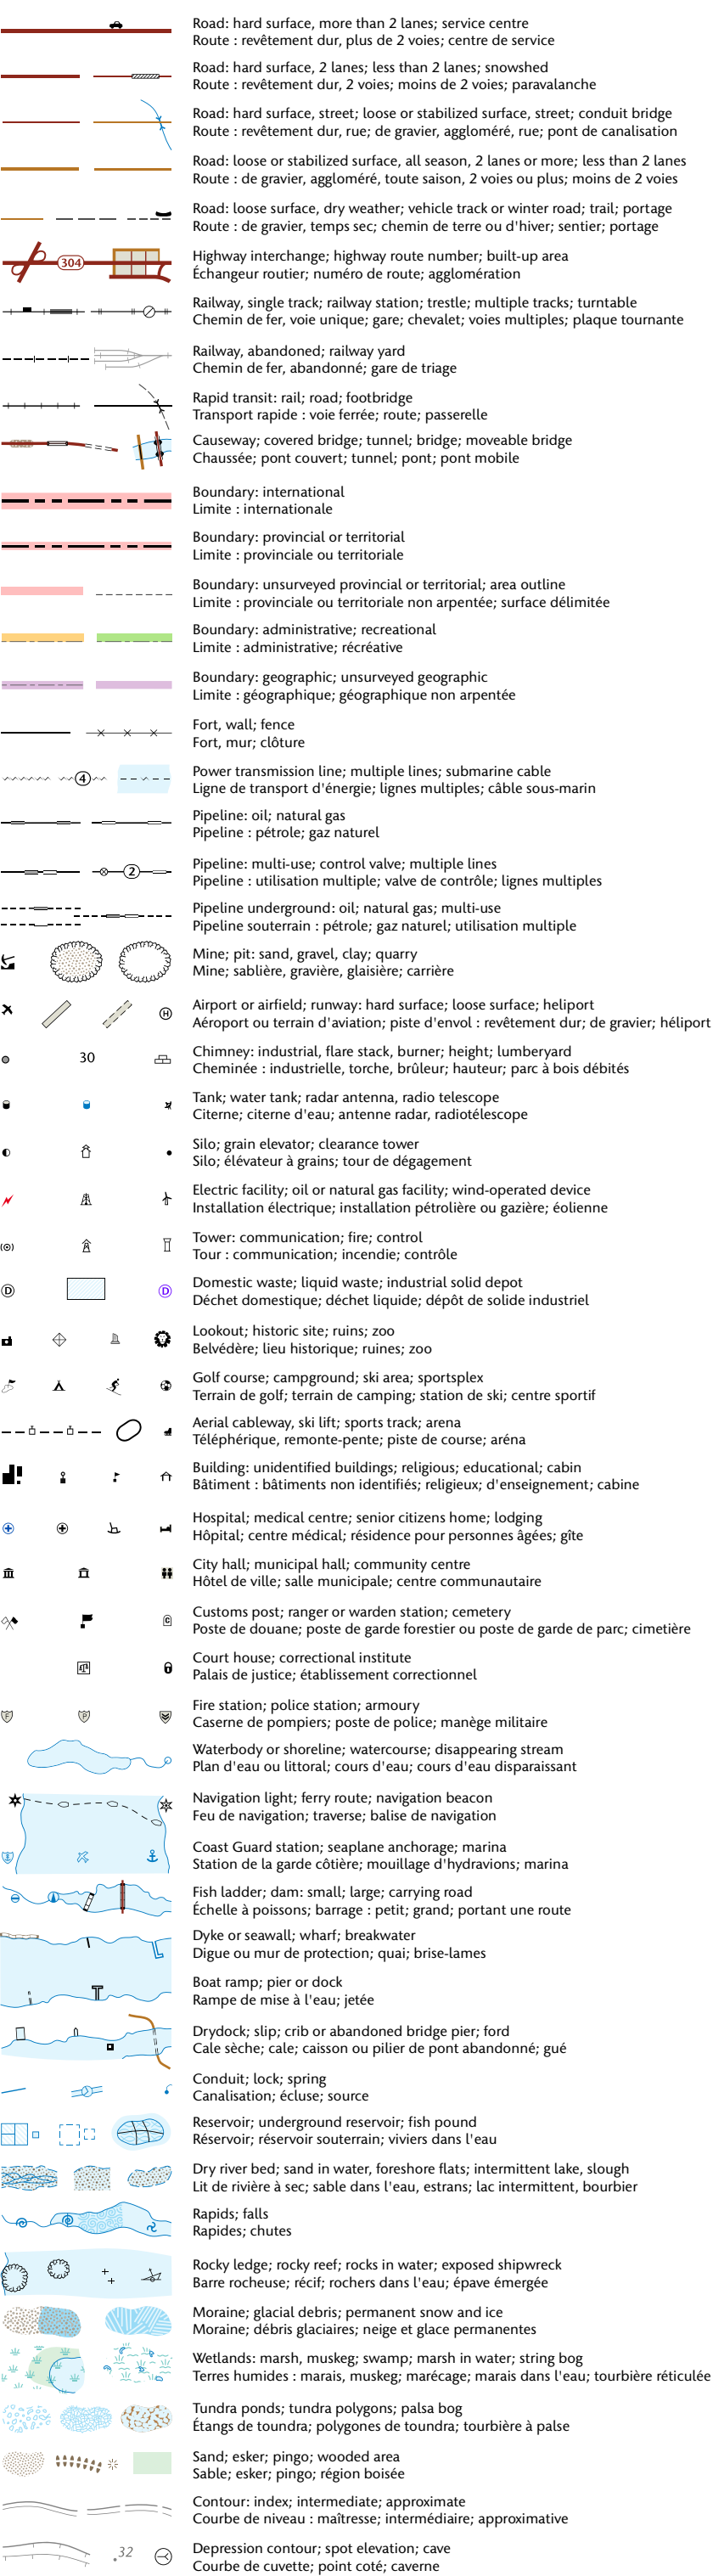 Road: hard surface, more than 2 lanes; service centre
Route : revêtement dur, plus de 2 voies; centre de service
Road: hard surface, 2 lanes; less than 2 lanes; snowshed
Route : revêtement dur, 2 voies; moins de 2 voies; paravalanche
Road: hard surface, street; loose or stabilized surface, street; conduit bridge
Route : revêtement dur, rue; de gravier, aggloméré, rue; pont de canalisation
Road: loose or stabilized surface, all season, 2 lanes or more; less than 2 lanes
Route : de gravier, aggloméré, toute saison, 2 voies ou plus; moins de 2 voies
Road: loose surface, dry weather; vehicle track or winter road; trail; portage
Route : de gravier, temps sec; chemin de terre ou d'hiver; sentier; portage
304
Highway interchange; highway route number; built-up area
Échangeur routier; numéro de route; agglomération
Railway, single track; railway station; trestle; multiple tracks; turntable
Chemin de fer, voie unique; gare; chevalet; voies multiples; plaque tournante
Railway, abandoned; railway yard
Chemin de fer, abandonné; gare de triage
Rapid transit: rail; road; footbridge
Transport rapide : voie ferrée; route; passerelle
Causeway; covered bridge; tunnel; bridge; moveable bridge
Chaussée; pont couvert; tunnel; pont; pont mobile
Boundary: international
Limite : internationale
Boundary: provincial or territorial
Limite : provinciale ou territoriale
Boundary: unsurveyed provincial or territorial; area outline
Limite : provinciale ou territoriale non arpentée; surface délimitée
Boundary: administrative; recreational
Limite : administrative; récréative
Boundary: geographic; unsurveyed geographic
Limite : géographique; géographique non arpentée
Fort, wall; fence
Fort, mur; clôture
4
Power transmission line; multiple lines; submarine cable
Ligne de transport d'énergie; lignes multiples; câble sous-marin
Pipeline: oil; natural gas
Pipeline : pétrole; gaz naturel
2
Pipeline: multi-use; control valve; multiple lines
Pipeline : utilisation multiple; valve de contrôle; lignes multiples
Pipeline underground: oil; natural gas; multi-use
Pipeline souterrain : pétrole; gaz naturel; utilisation multiple
Mine; pit: sand, gravel, clay; quarry
Mine; sablière, gravière, glaisière; carrière
H
Airport or airfield; runway: hard surface; loose surface; heliport
Aéroport ou terrain d'aviation; piste d'envol : revêtement dur; de gravier; héliport
30
Chimney: industrial, flare stack, burner; height; lumberyard
Cheminée : industrielle, torche, brûleur; hauteur; parc à bois débités
Tank; water tank; radar antenna, radio telescope
Citerne; citerne d'eau; antenne radar, radiotélescope
Silo; grain elevator; clearance tower
Silo; élévateur à grains; tour de dégagement
Electric facility; oil or natural gas facility; wind-operated device
Installation électrique; installation pétrolière ou gazière; éolienne
Tower: communication; fire; control
Tour : communication; incendie; contrôle
D D
Domestic waste; liquid waste; industrial solid depot
Déchet domestique; déchet liquide; dépôt de solide industriel
Lookout; historic site; ruins; zoo
Belvédère; lieu historique; ruines; zoo
Golf course; campground; ski area; sportsplex
Terrain de golf; terrain de camping; station de ski; centre sportif
Aerial cableway, ski lift; sports track; arena
Téléphérique, remonte-pente; piste de course; aréna
Building: unidentified buildings; religious; educational; cabin
Bâtiment : bâtiments non identifiés; religieux; d'enseignement; cabine
Hospital; medical centre; senior citizens home; lodging
Hôpital; centre médical; résidence pour personnes âgées; gîte
City hall; municipal hall; community centre
Hôtel de ville; salle municipale; centre communautaire
C
Customs post; ranger or warden station; cemetery
Poste de douane; poste de garde forestier ou poste de garde de parc; cimetière
Court house; correctional institute
Palais de justice; établissement correctionnel
F P
Fire station; police station; armoury
Caserne de pompiers; poste de police; manège militaire
Waterbody or shoreline; watercourse; disappearing stream
Plan d'eau ou littoral; cours d'eau; cours d'eau disparaissant
Navigation light; ferry route; navigation beacon
Feu de navigation; traverse; balise de navigation
Coast Guard station; seaplane anchorage; marina
Station de la garde côtière; mouillage d'hydravions; marina
Fish ladder; dam: small; large; carrying road
Échelle à poissons; barrage : petit; grand; portant une route
Dyke or seawall; wharf; breakwater
Digue ou mur de protection; quai; brise-lames
Boat ramp; pier or dock
Rampe de mise à l'eau; jetée
Drydock; slip; crib or abandoned bridge pier; ford
Cale sèche; cale; caisson ou pilier de pont abandonné; gué
Conduit; lock; spring
Canalisation; écluse; source
Reservoir; underground reservoir; fish pound
Réservoir; réservoir souterrain; viviers dans l'eau
Dry river bed; sand in water, foreshore flats; intermittent lake, slough
Lit de rivière à sec; sable dans l'eau, estrans; lac intermittent, bourbier
Rapids; falls
Rapides; chutes
Rocky ledge; rocky reef; rocks in water; exposed shipwreck
Barre rocheuse; récif; rochers dans l'eau; épave émergée
Moraine; glacial debris; permanent snow and ice
Moraine; débris glaciaires; neige et glace permanentes
Wetlands: marsh, muskeg; swamp; marsh in water; string bog
Terres humides : marais, muskeg; marécage; marais dans l'eau; tourbière réticulée
Tundra ponds; tundra polygons; palsa bog
Étangs de toundra; polygones de toundra; tourbière à palse
Sand; esker; pingo; wooded area
Sable; esker; pingo; région boisée
Contour: index; intermediate; approximate
Courbe de niveau : maîtresse; intermédiaire; approximative
.32
Depression contour; spot elevation; cave
Courbe de cuvette; point coté; caverne